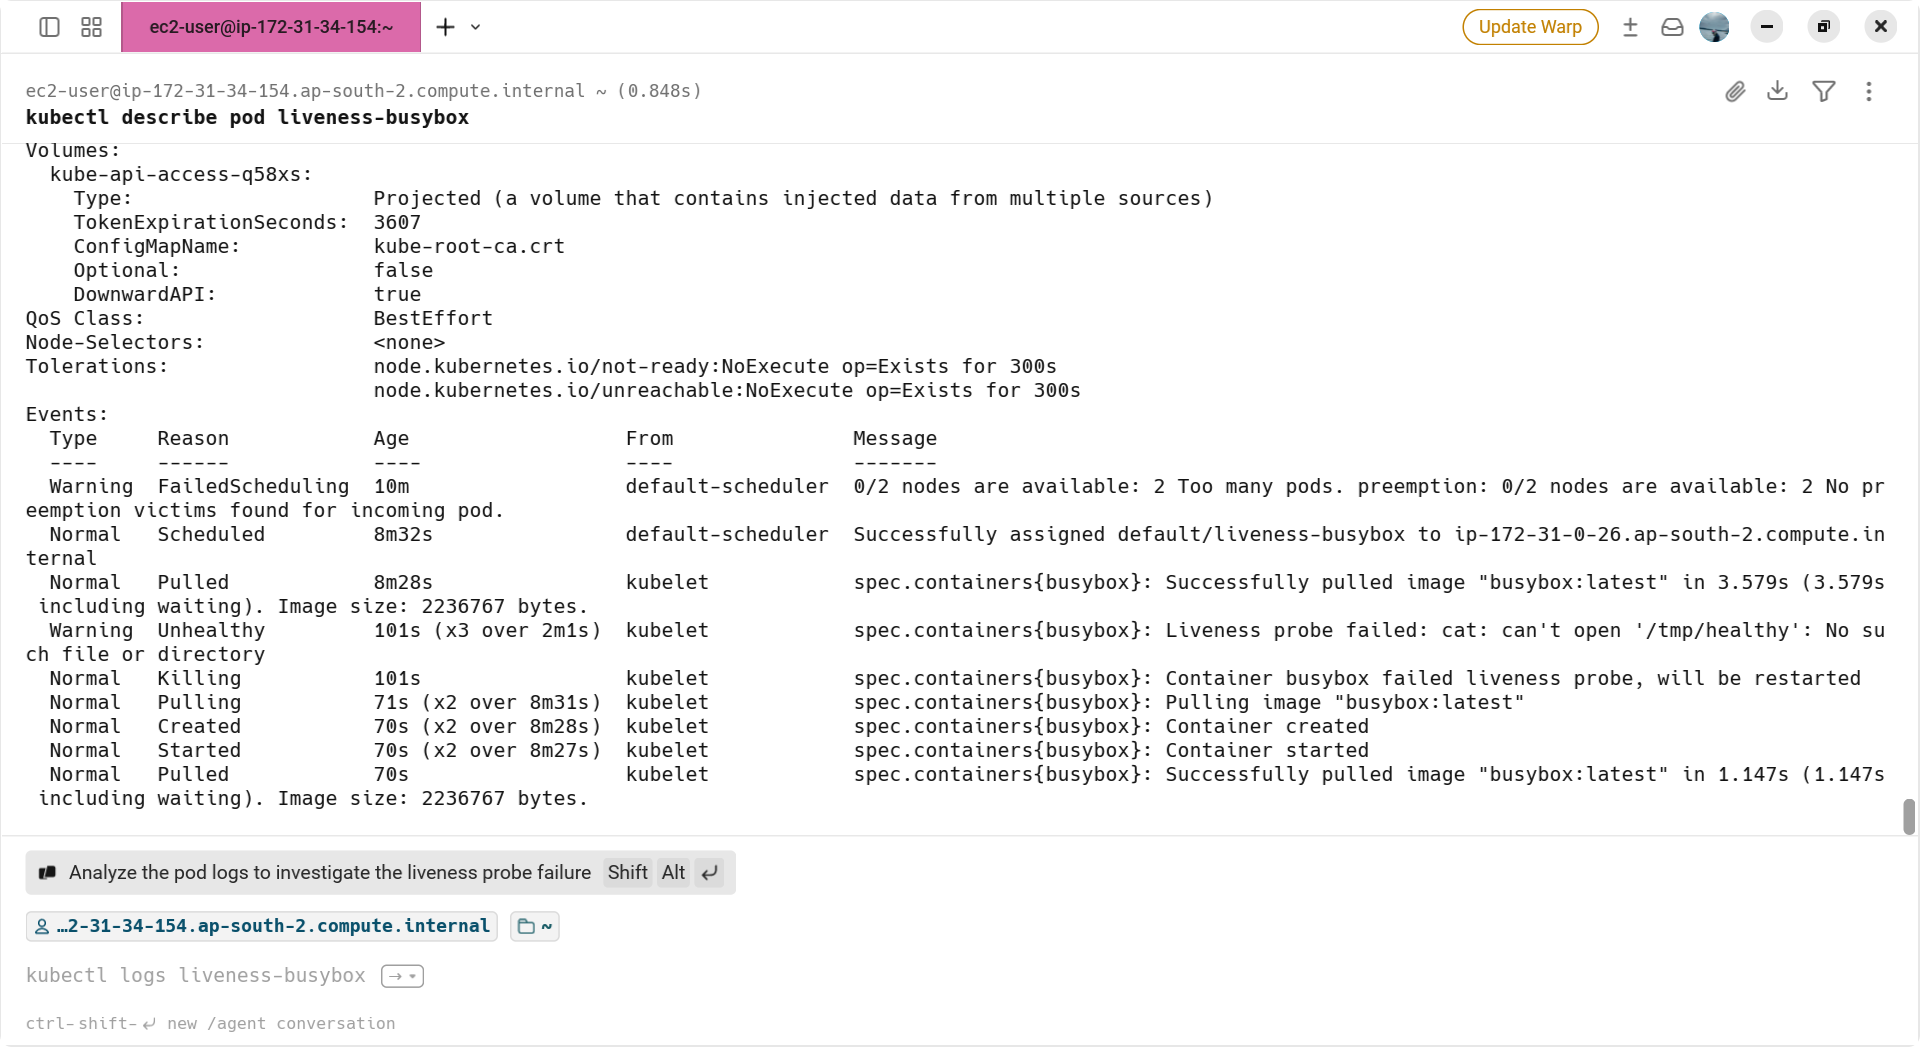 ec2-user@ip-172-31-34-154:~
Update Warp
ec2-user@ip-172-31-34-154.ap-south-2.compute.internal ~ (0.848s)
kubectl describe pod liveness-busybox
Volumes:
  kube-api-access-q58xs:
    Type:                    Projected (a volume that contains injected data from multiple sources)
    TokenExpirationSeconds:  3607
    ConfigMapName:           kube-root-ca.crt
    Optional:                false
    DownwardAPI:             true
QoS Class:                   BestEffort
Node-Selectors:              <none>
Tolerations:                 node.kubernetes.io/not-ready:NoExecute op=Exists for 300s
                             node.kubernetes.io/unreachable:NoExecute op=Exists for 300s
Events:
  Type     Reason            Age                  From               Message
  ----     ------            ----                 ----               -------
  Warning  FailedScheduling  10m                  default-scheduler  0/2 nodes are available: 2 Too many pods. preemption: 0/2 nodes are available: 2 No pr
eemption victims found for incoming pod.
  Normal   Scheduled         8m32s                default-scheduler  Successfully assigned default/liveness-busybox to ip-172-31-0-26.ap-south-2.compute.in
ternal
  Normal   Pulled            8m28s                kubelet            spec.containers{busybox}: Successfully pulled image "busybox:latest" in 3.579s (3.579s
 including waiting). Image size: 2236767 bytes.
  Warning  Unhealthy         101s (x3 over 2m1s)  kubelet            spec.containers{busybox}: Liveness probe failed: cat: can't open '/tmp/healthy': No su
ch file or directory
  Normal   Killing           101s                 kubelet            spec.containers{busybox}: Container busybox failed liveness probe, will be restarted
  Normal   Pulling           71s (x2 over 8m31s)  kubelet            spec.containers{busybox}: Pulling image "busybox:latest"
  Normal   Created           70s (x2 over 8m28s)  kubelet            spec.containers{busybox}: Container created
  Normal   Started           70s (x2 over 8m27s)  kubelet            spec.containers{busybox}: Container started
  Normal   Pulled            70s                  kubelet            spec.containers{busybox}: Successfully pulled image "busybox:latest" in 1.147s (1.147s
 including waiting). Image size: 2236767 bytes.
Analyze the pod logs to investigate the liveness probe failure Shift Alt ↵
…2-31-34-154.ap-south-2.compute.internal ~
kubectl logs liveness-busybox →
ctrl-shift-↵ new /agent conversation